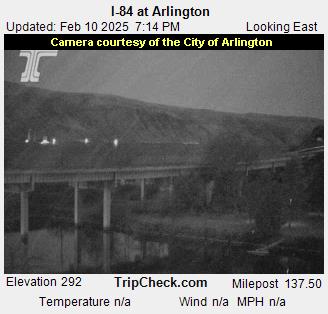 I-84 at Arlington
Updated: Feb 10 2025 7:14 PM Looking East
Camera courtesy of the City of Arlington
Elevation 292 TripCheck.com Milepost 137.50
Temperature n/a Wind n/a MPH n/a